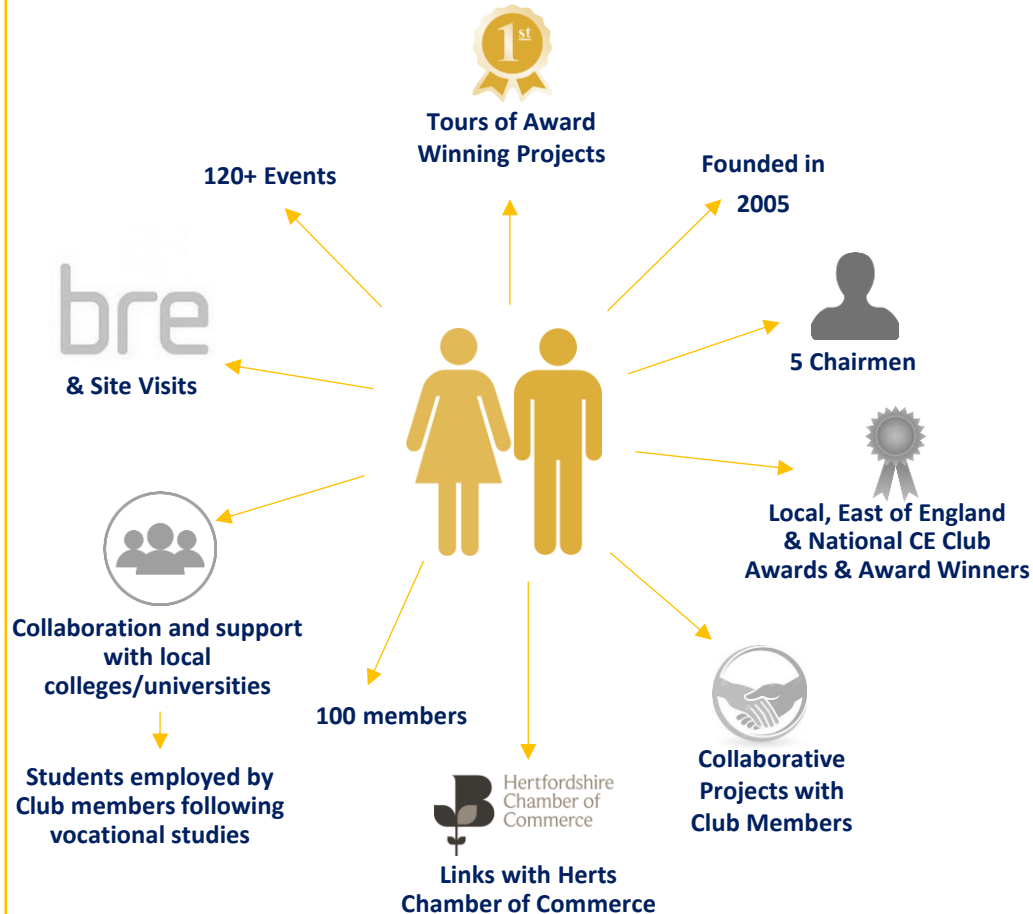 1st
Tours of Award
Winning Projects
120+ Events
Founded in
2005
bre
& Site Visits
5 Chairmen
Local, East of England
& National CE Club
Awards & Award Winners
Collaboration and support
with local
colleges/universities
Students employed by
Club members following
vocational studies
100 members
Hertfordshire
Chamber of
Commerce
Links with Herts
Chamber of Commerce
Collaborative
Projects with
Club Members